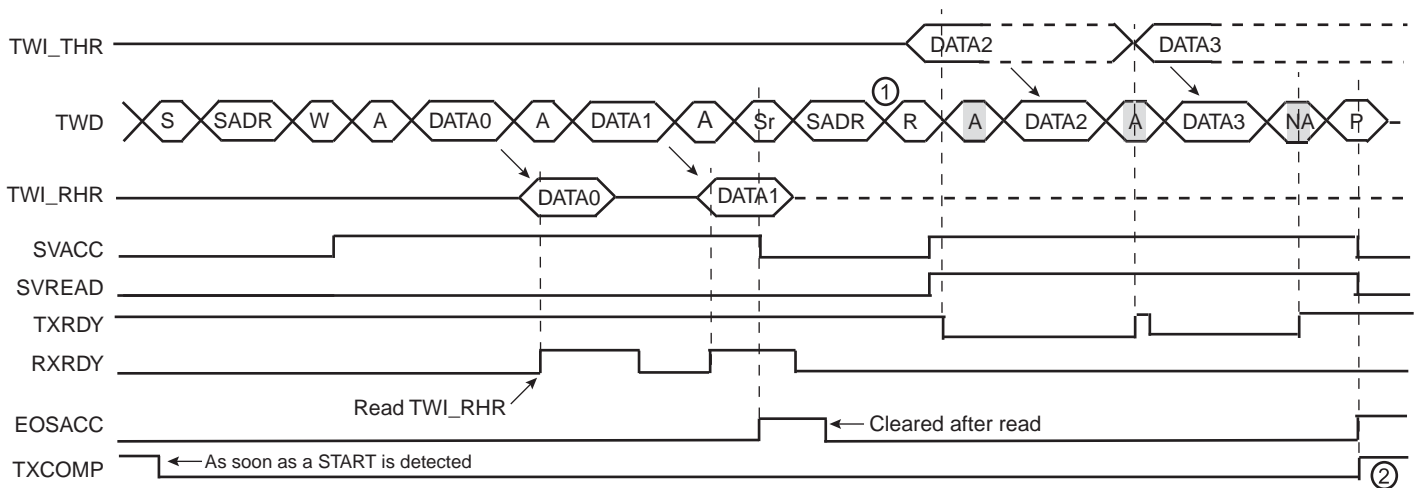 TWI_THR DATA2 DATA3
①
TWD S SADR W A DATA0 A DATA1 A Sr SADR R A DATA2 A DATA3 NA P
TWI_RHR DATA0 DATA1
SVACC
SVREAD
TXRDY
RXRDY
Read TWI_RHR
EOSACC Cleared after read
TXCOMP As soon as a START is detected ②